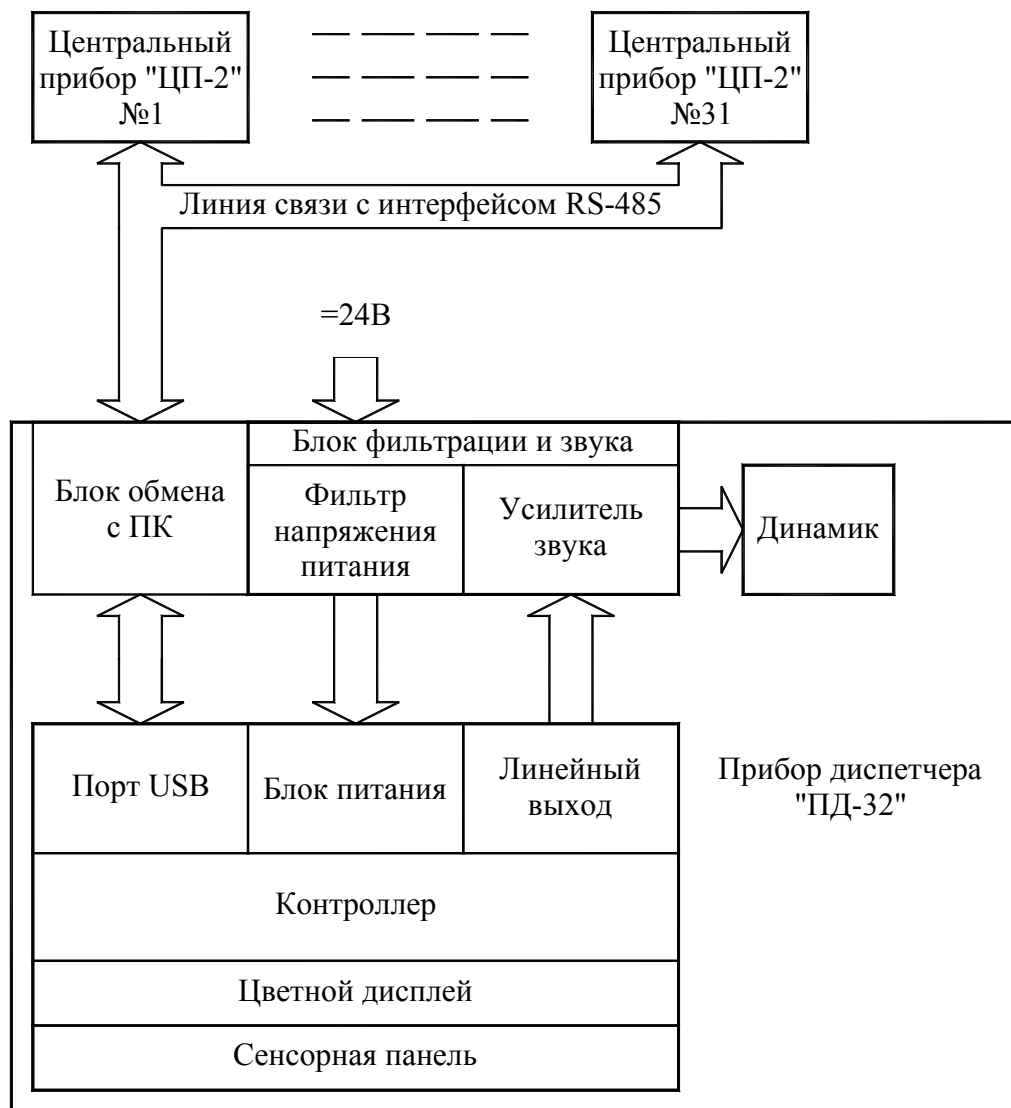 Центральный
прибор "ЦП-2"
№1
Центральный
прибор "ЦП-2"
№31
Линия связи с интерфейсом RS-485
=24В
Блок обмена
с ПК
Блок фильтрации и звука
Фильтр
напряжения
питания
Усилитель
звука
Динамик
Порт USB
Блок питания
Линейный
выход
Прибор диспетчера
"ПД-32"
Контроллер
Цветной дисплей
Сенсорная панель